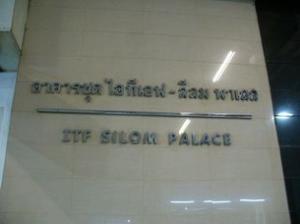 อาคารชุด ไอทีเอฟ - สีลม พาเลส
ITF SILOM PALACE